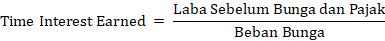 Time Interest Earned = Laba Sebelum Bunga dan Pajak
Beban Bunga